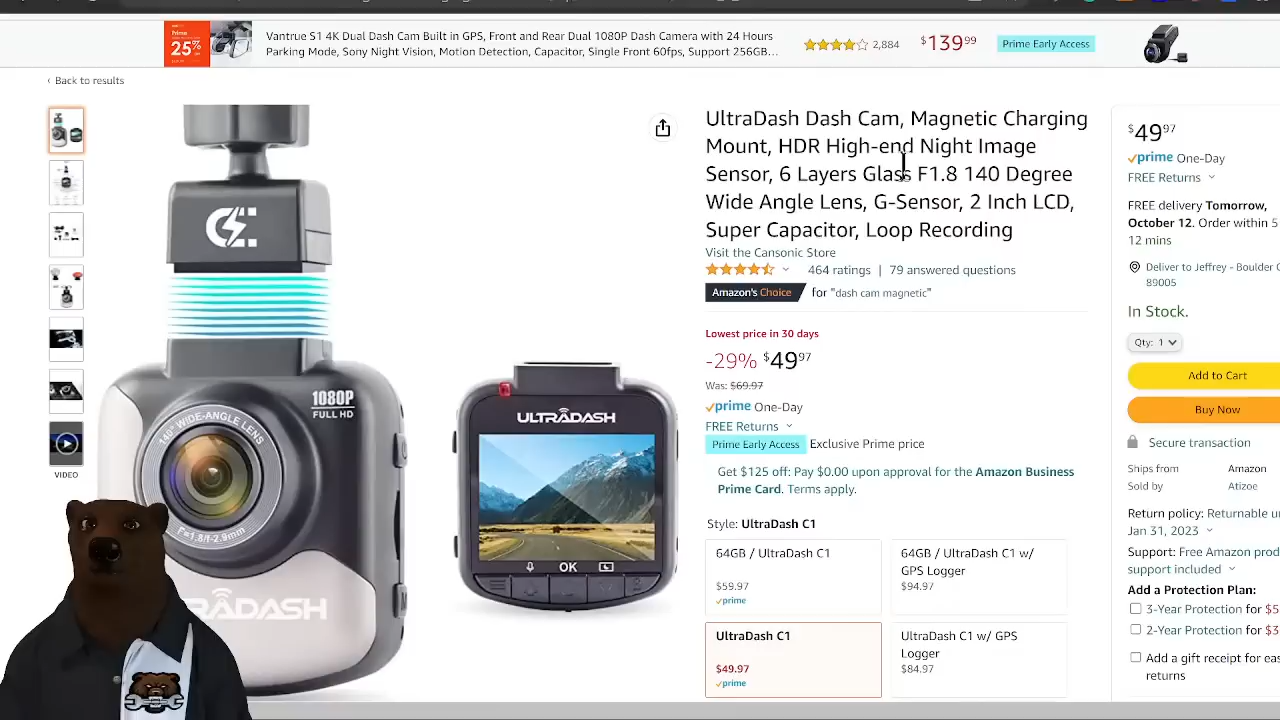 Prime
25%
Vantrue S1 4K Dual Dash Cam Built in GPS, Front and Rear Dual 1080P Dash Camera with 24 Hours
Parking Mode, Sony Night Vision, Motion Detection, Capacitor, Single 60fps, Support 256GB...
$139
Prime Early Access
‹ Back to results
UltraDash Dash Cam, Magnetic Charging
Mount, HDR High-end Night Image
Sensor, 6 Layers Glass F1.8 140 Degree
Wide Angle Lens, G-Sensor, 2 Inch LCD,
Super Capacitor, Loop Recording
Visit the Cansonic Store
464 ratings
answered questions
Amazon's Choice for "dash cam magnetic"
Lowest price in 30 days
-29% $49 97
Was: $69.97
prime One-Day
FREE Returns
Prime Early Access Exclusive Prime price
Get $125 off: Pay $0.00 upon approval for the Amazon Business
Prime Card. Terms apply.
Style: UltraDash C1
64GB / UltraDash C1
$59.97
prime
64GB / UltraDash C1 w/
GPS Logger
$94.97
UltraDash C1
$49.97
prime
UltraDash C1 w/ GPS
Logger
$84.97
$49 97
prime One-Day
FREE Returns
FREE delivery Tomorrow,
October 12. Order within 5
12 mins
Deliver to Jeffrey - Boulder C
89005
In Stock.
Qty: 1
Add to Cart
Buy Now
Secure transaction
Ships from Amazon
Sold by Atizoe
Return policy: Returnable un
Jan 31, 2023
Support: Free Amazon prod
support included
Add a Protection Plan:
3-Year Protection for $5
2-Year Protection for $3
Add a gift receipt for eas
returns
1080P
FULL HD
140° WIDE-ANGLE LENS
F=1.8/f-2.9mm
RADASH
ULTRADASH
OK
VIDEO